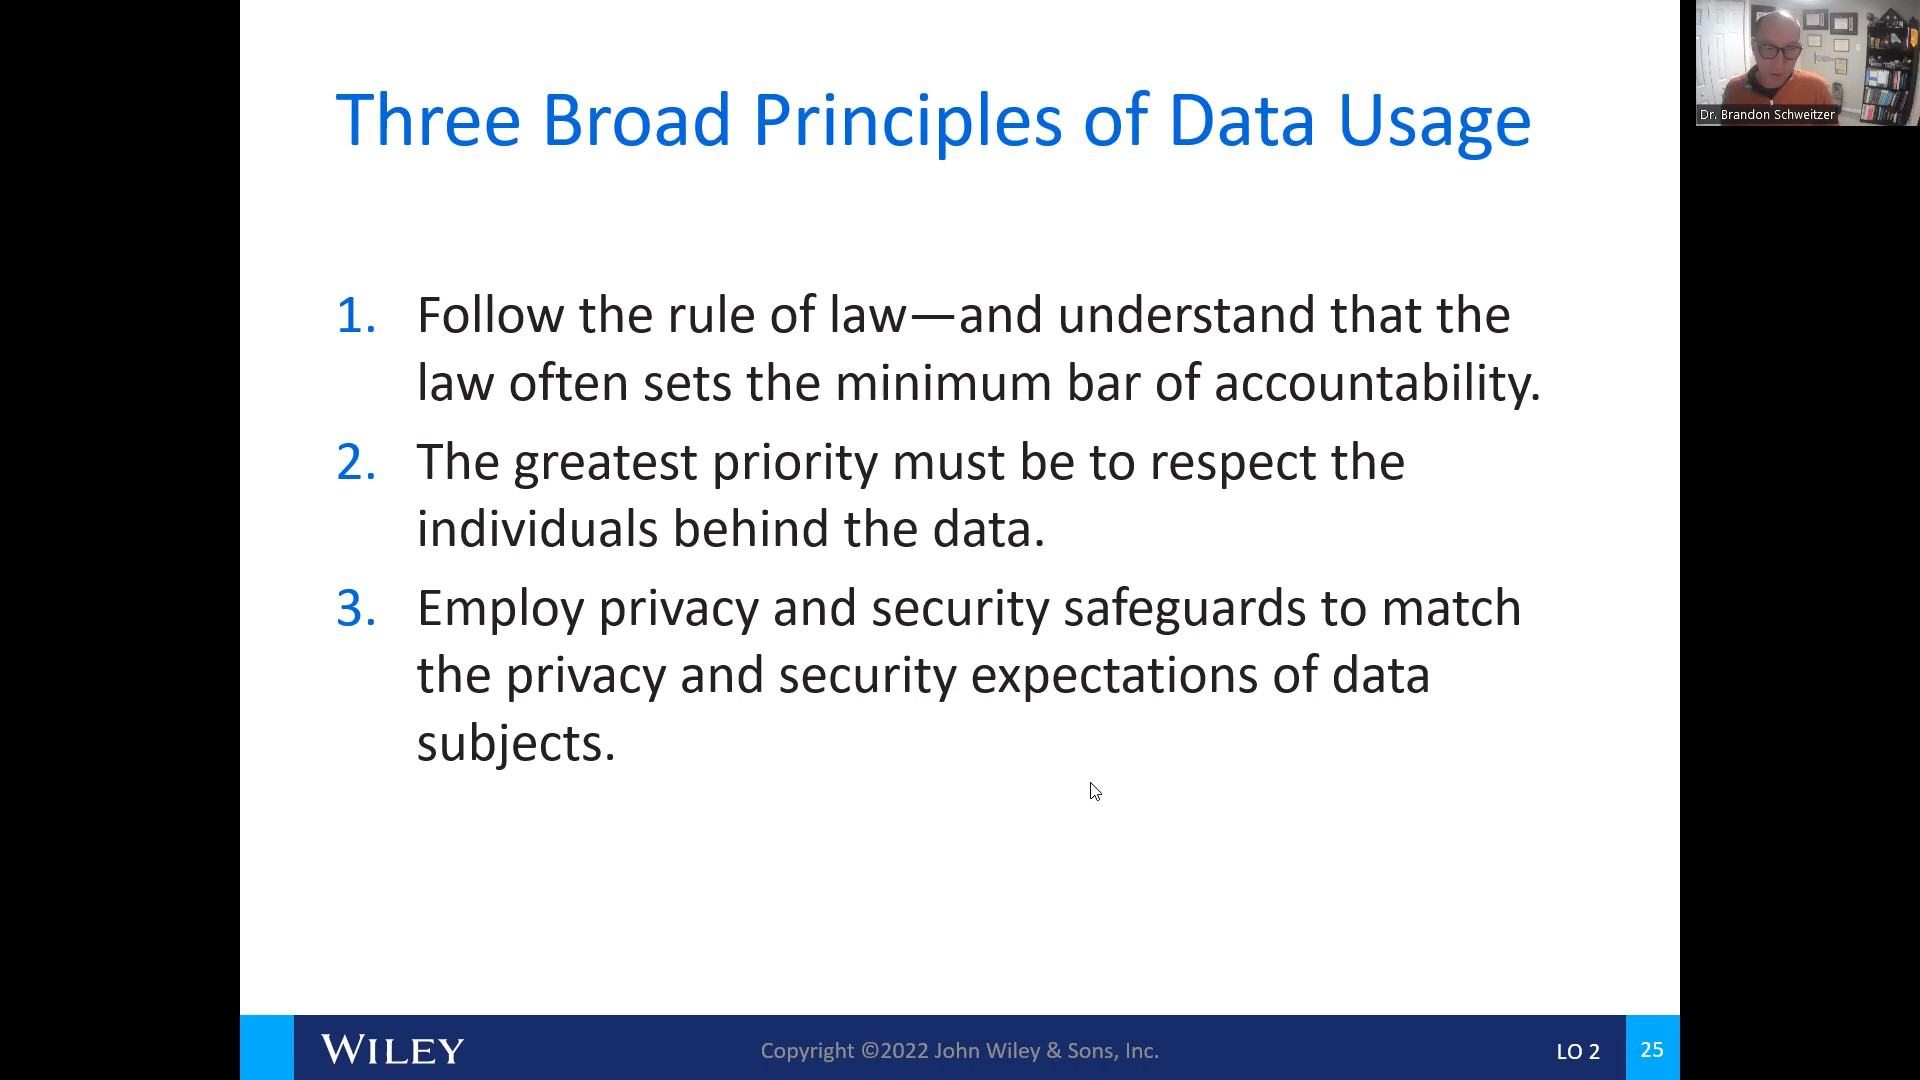 Three Broad Principles of Data Usage
Dr. Brandon Schweitzer
1. Follow the rule of law—and understand that the
law often sets the minimum bar of accountability.
2. The greatest priority must be to respect the
individuals behind the data.
3. Employ privacy and security safeguards to match
the privacy and security expectations of data
subjects.
WILEY
Copyright ©2022 John Wiley & Sons, Inc.
LO 2
25